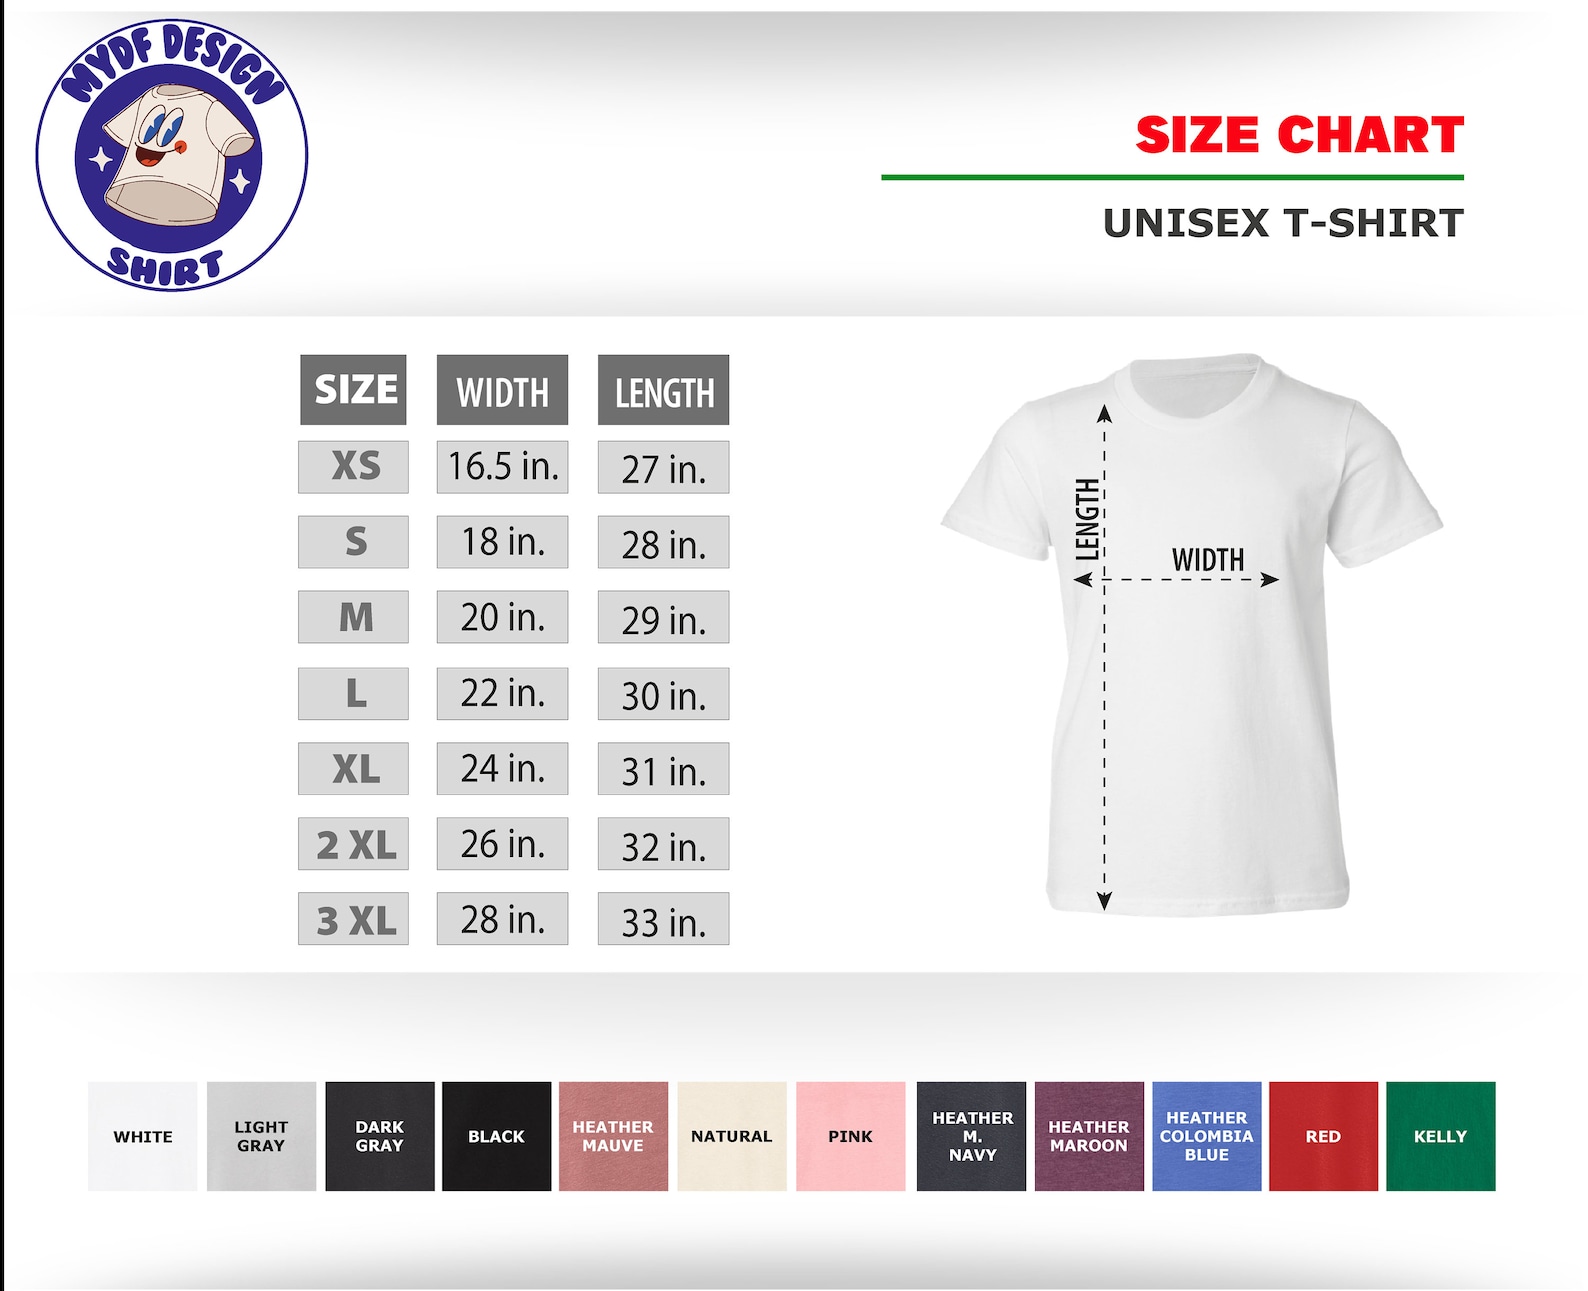 MYDF DESIGN
SHIRT
SIZE CHART
UNISEX T-SHIRT
SIZE WIDTH LENGTH
XS 16.5 in. 27 in.
S 18 in. 28 in.
M 20 in. 29 in.
L 22 in. 30 in.
XL 24 in. 31 in.
2 XL 26 in. 32 in.
3 XL 28 in. 33 in.
LENGTH
WIDTH
WHITE
LIGHT
GRAY
DARK
GRAY
BLACK
HEATHER
MAUVE
NATURAL
PINK
HEATHER
M.
NAVY
HEATHER
MAROON
HEATHER
COLOMBIA
BLUE
RED
KELLY